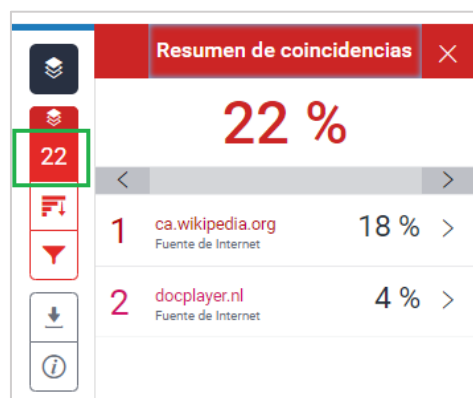 Resumen de coincidencias
22 %
22
1 ca.wikipedia.org 18 %
Fuente de Internet
2 docplayer.nl 4 %
Fuente de Internet